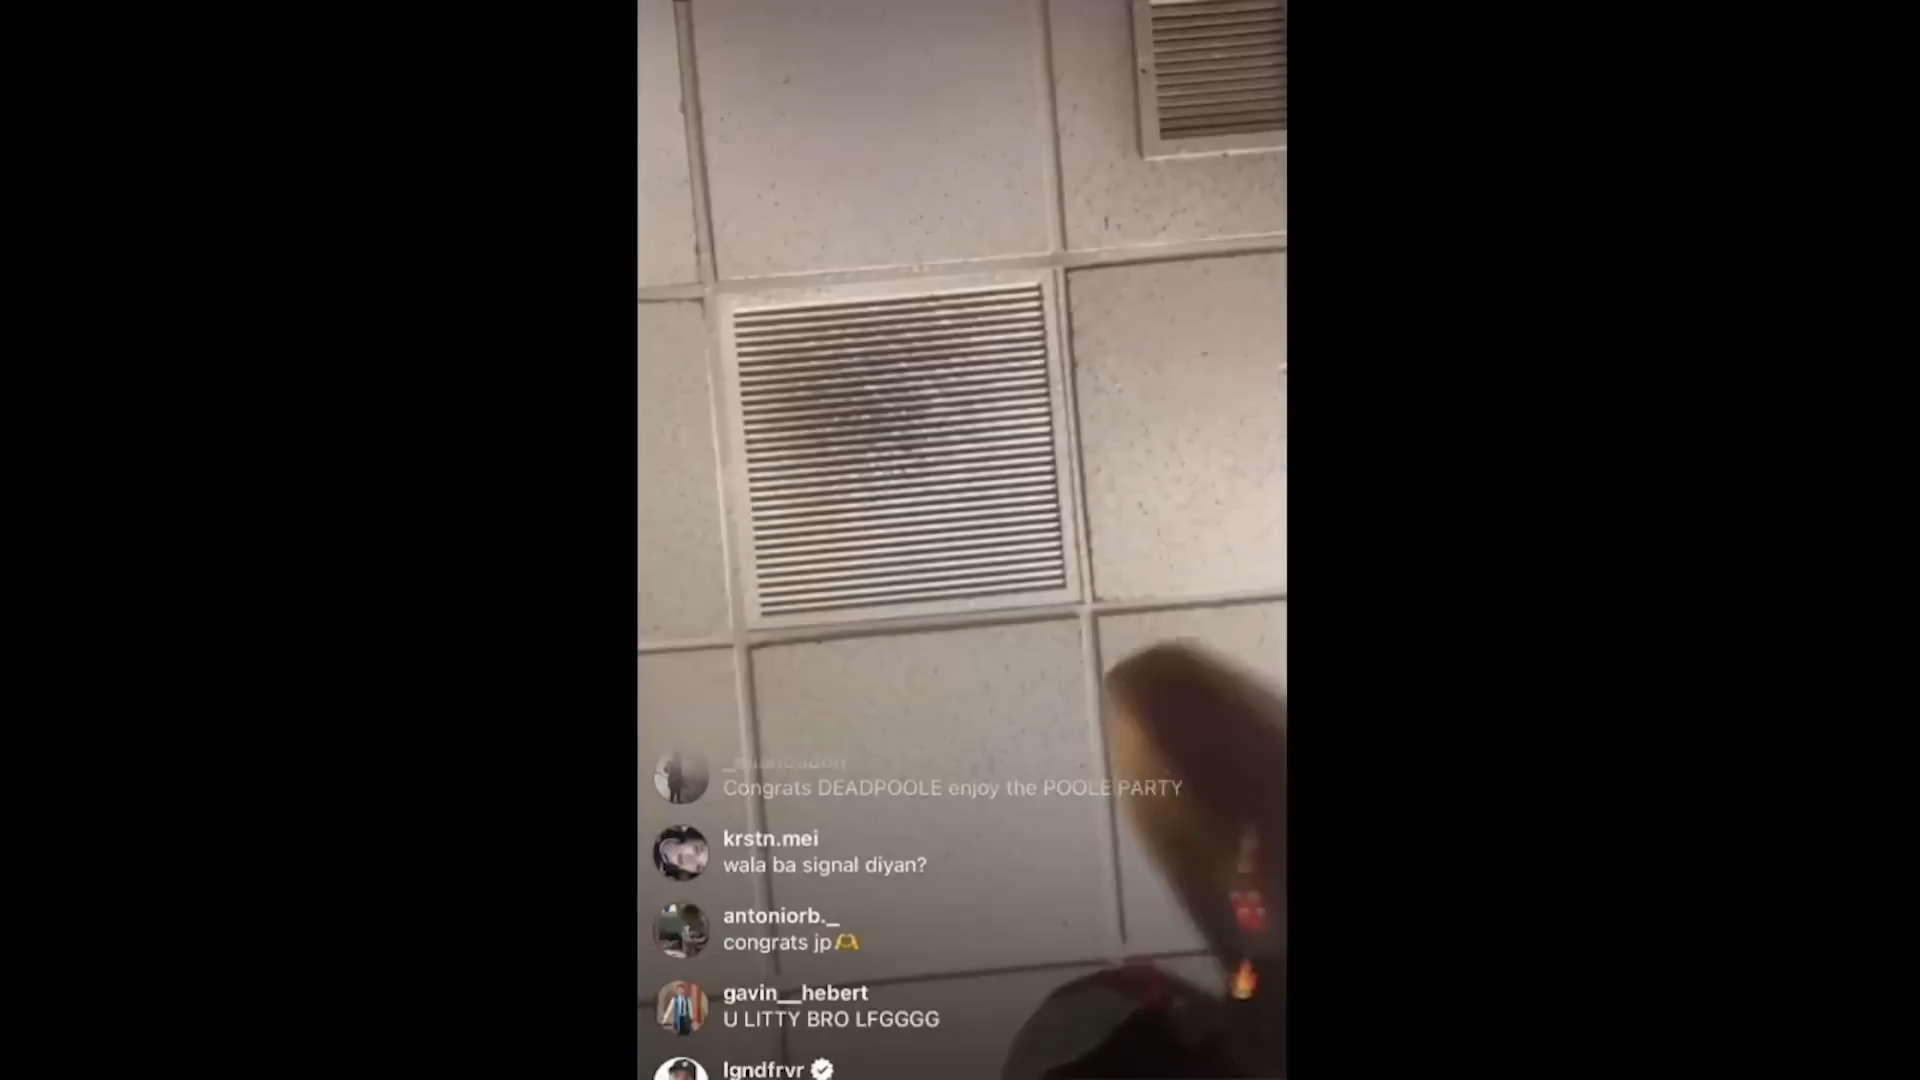 Congrats DEADPOOLE enjoy the POOLE PARTY
krstn.mei
wala ba signal diyan?
antoniorb._
congrats jp🫶
gavin__hebert
U LITTY BRO LFGGGG
lgndfrvr